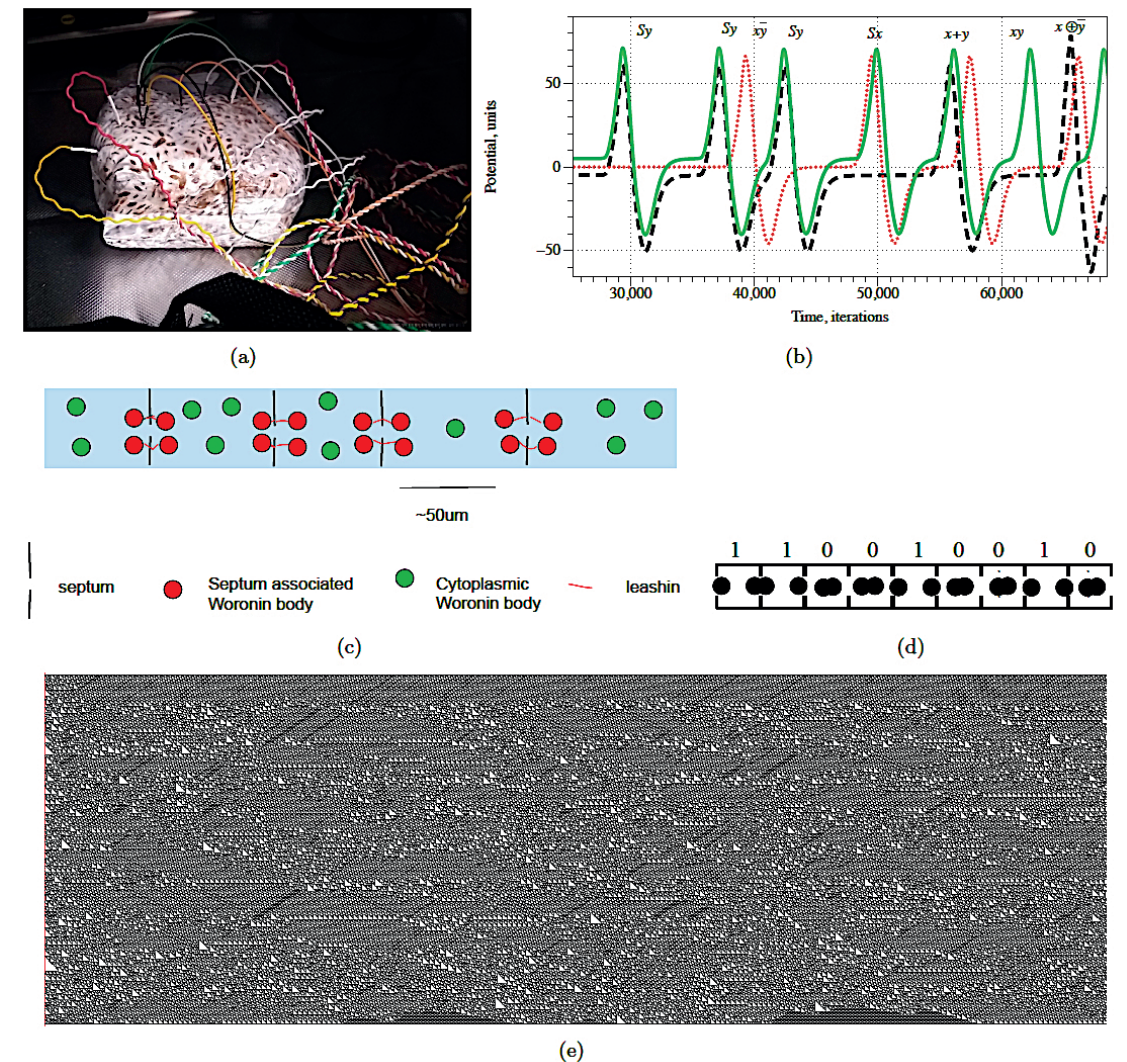 Sy Sy xȳ Sy Sx x+y xy x ⊕ȳ
50
0
−50
Potential, units
30,000 40,000 50,000 60,000
Time, iterations
(a) (b)
~50um
septum
Septum associated
Woronin body
Cytoplasmic
Woronin body
leashin
1 1 0 0 1 0 0 1 0
(c) (d)
(e)